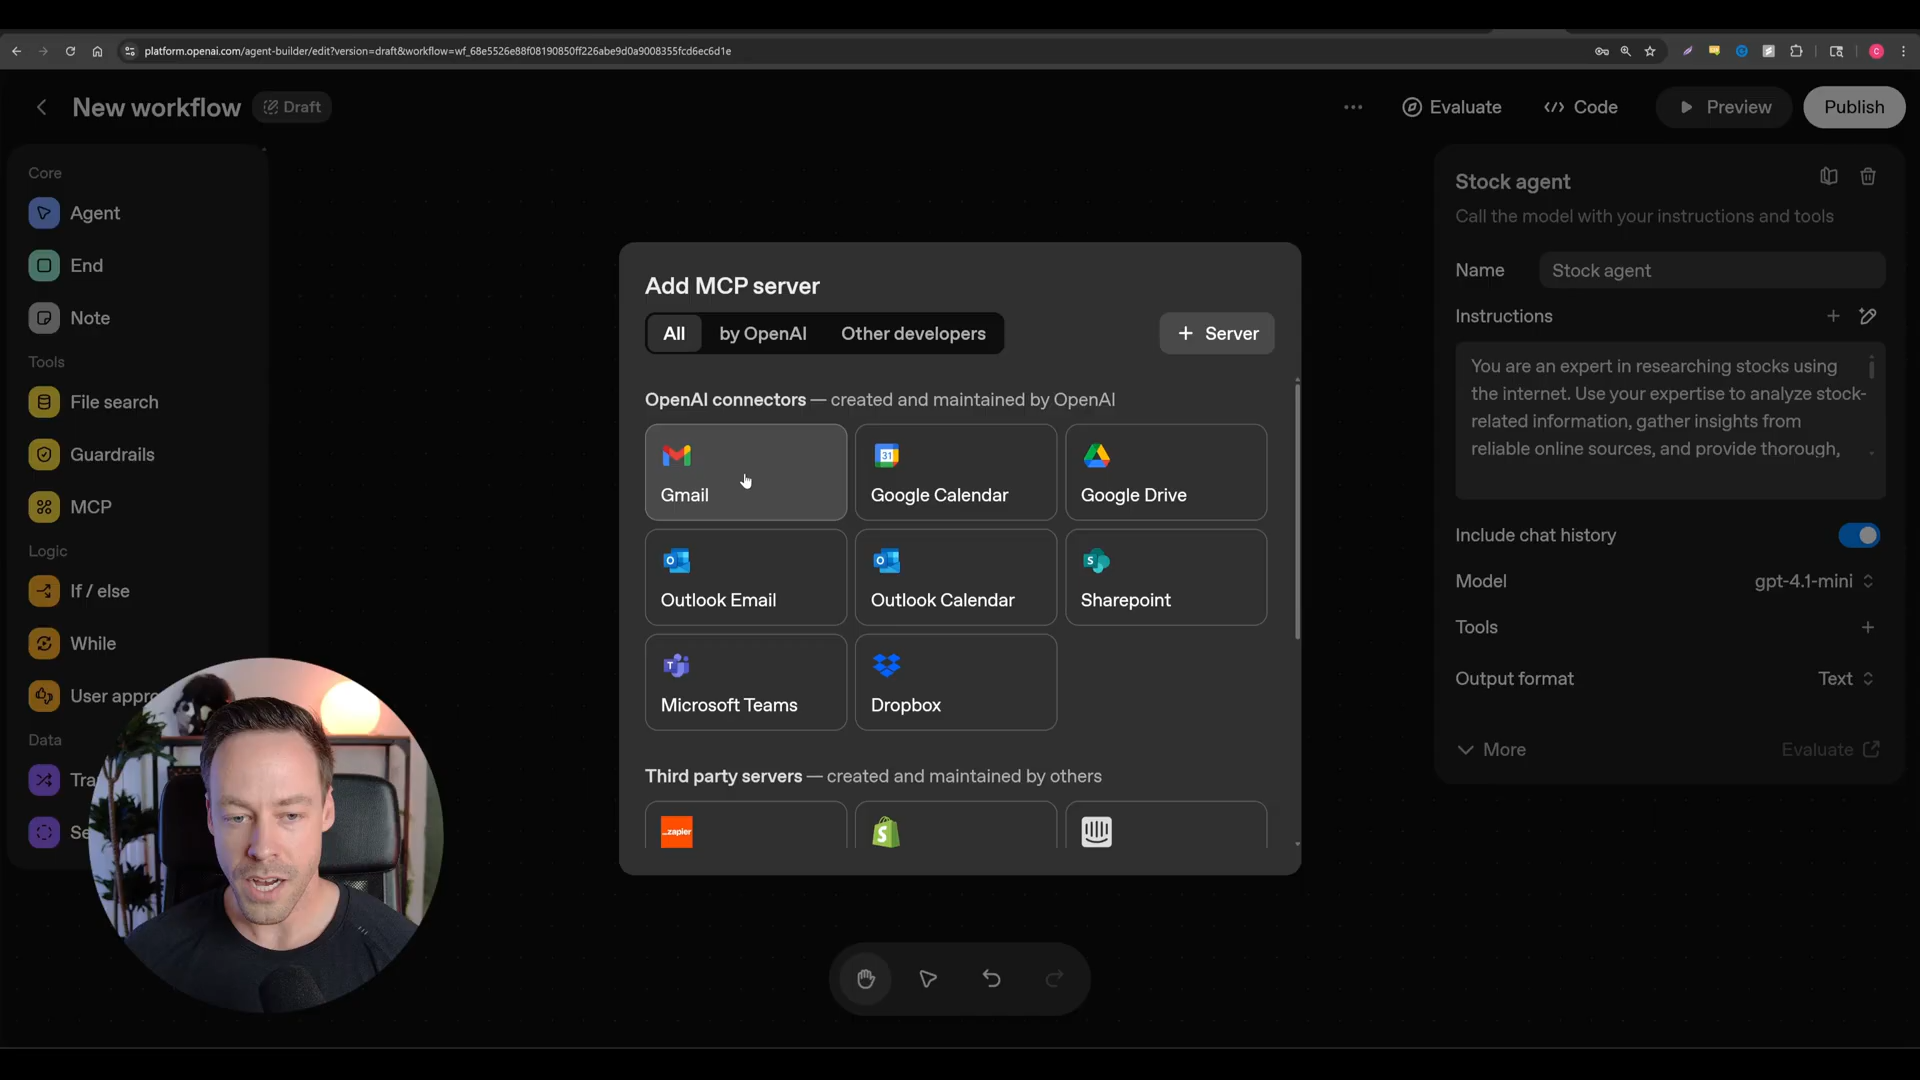 platform.openai.com/agent-builder/edit?version=draft&workflow=wf_68e5526e88f08190850ff226abe9d0a9008355fcd6ec6d1e
C
New workflow
Draft
Evaluate
Code
Preview
Publish
Core
Agent
End
Note
Tools
File search
Guardrails
MCP
Logic
If / else
While
User appro
Data
Tra
Se
Add MCP server
All
by OpenAI
Other developers
+ Server
OpenAI connectors — created and maintained by OpenAI
31
Gmail
Google Calendar
Google Drive
O
O
S
Outlook Email
Outlook Calendar
Sharepoint
T
Microsoft Teams
Dropbox
Third party servers — created and maintained by others
zapier
S
Stock agent
Call the model with your instructions and tools
Name
Stock agent
Instructions
You are an expert in researching stocks using
the internet. Use your expertise to analyze stock-
related information, gather insights from
reliable online sources, and provide thorough,
Include chat history
Model
gpt-4.1-mini
Tools
Output format
Text
More
Evaluate